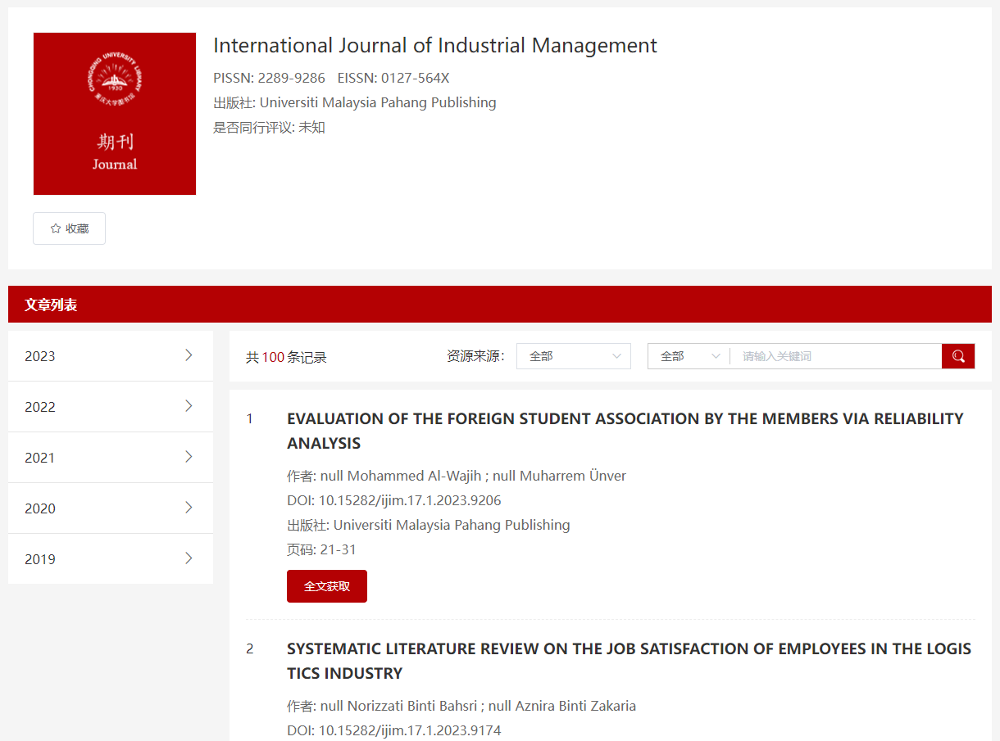 CHONGQING UNIVERSITY LIBRARY
1930
重庆大学图书馆
期刊
Journal
International Journal of Industrial Management
PISSN: 2289-9286 EISSN: 0127-564X
出版社: Universiti Malaysia Pahang Publishing
是否同行评议: 未知
收藏
文章列表
2023
2022
2021
2020
2019
共 100 条记录
资源来源：
全部
全部
请输入关键词
1
EVALUATION OF THE FOREIGN STUDENT ASSOCIATION BY THE MEMBERS VIA RELIABILITY
ANALYSIS
作者: null Mohammed Al-Wajih ; null Muharrem Ünver
DOI: 10.15282/ijim.17.1.2023.9206
出版社: Universiti Malaysia Pahang Publishing
页码: 21-31
全文获取
2
SYSTEMATIC LITERATURE REVIEW ON THE JOB SATISFACTION OF EMPLOYEES IN THE LOGIS
TICS INDUSTRY
作者: null Norizzati Binti Bahsri ; null Aznira Binti Zakaria
DOI: 10.15282/ijim.17.1.2023.9174